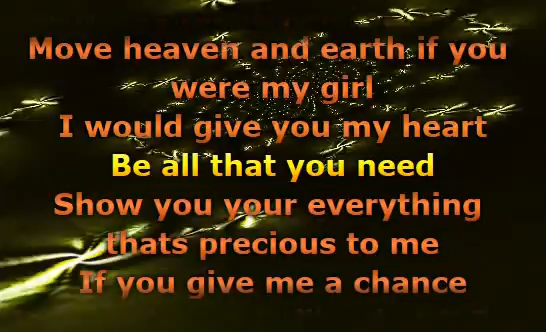 Move heaven and earth if you
were my girl
I would give you my heart
Be all that you need
Show you your everything
thats precious to me
If you give me a chance